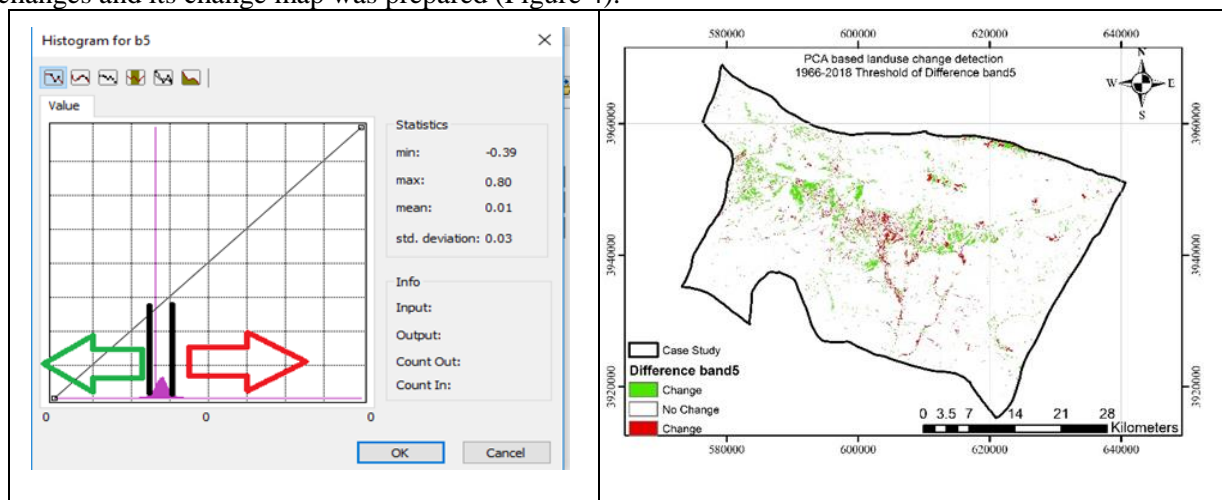 changes and its change map was prepared (Figure 4).
Histogram for b5
Value
Statistics
min: -0.39
max: 0.80
mean: 0.01
std. deviation: 0.03
Info
Input:
Output:
Count Out:
Count In:
0 0 0
OK Cancel
580000 600000 620000 640000
PCA based landuse change detection
1966-2018 Threshold of Difference band5
N
W E
S
3960000 3960000
3940000 3940000
3920000 3920000
Case Study
Difference band5
Change
No Change
Change
0 3.5 7 14 21 28
Kilometers
580000 600000 620000 640000